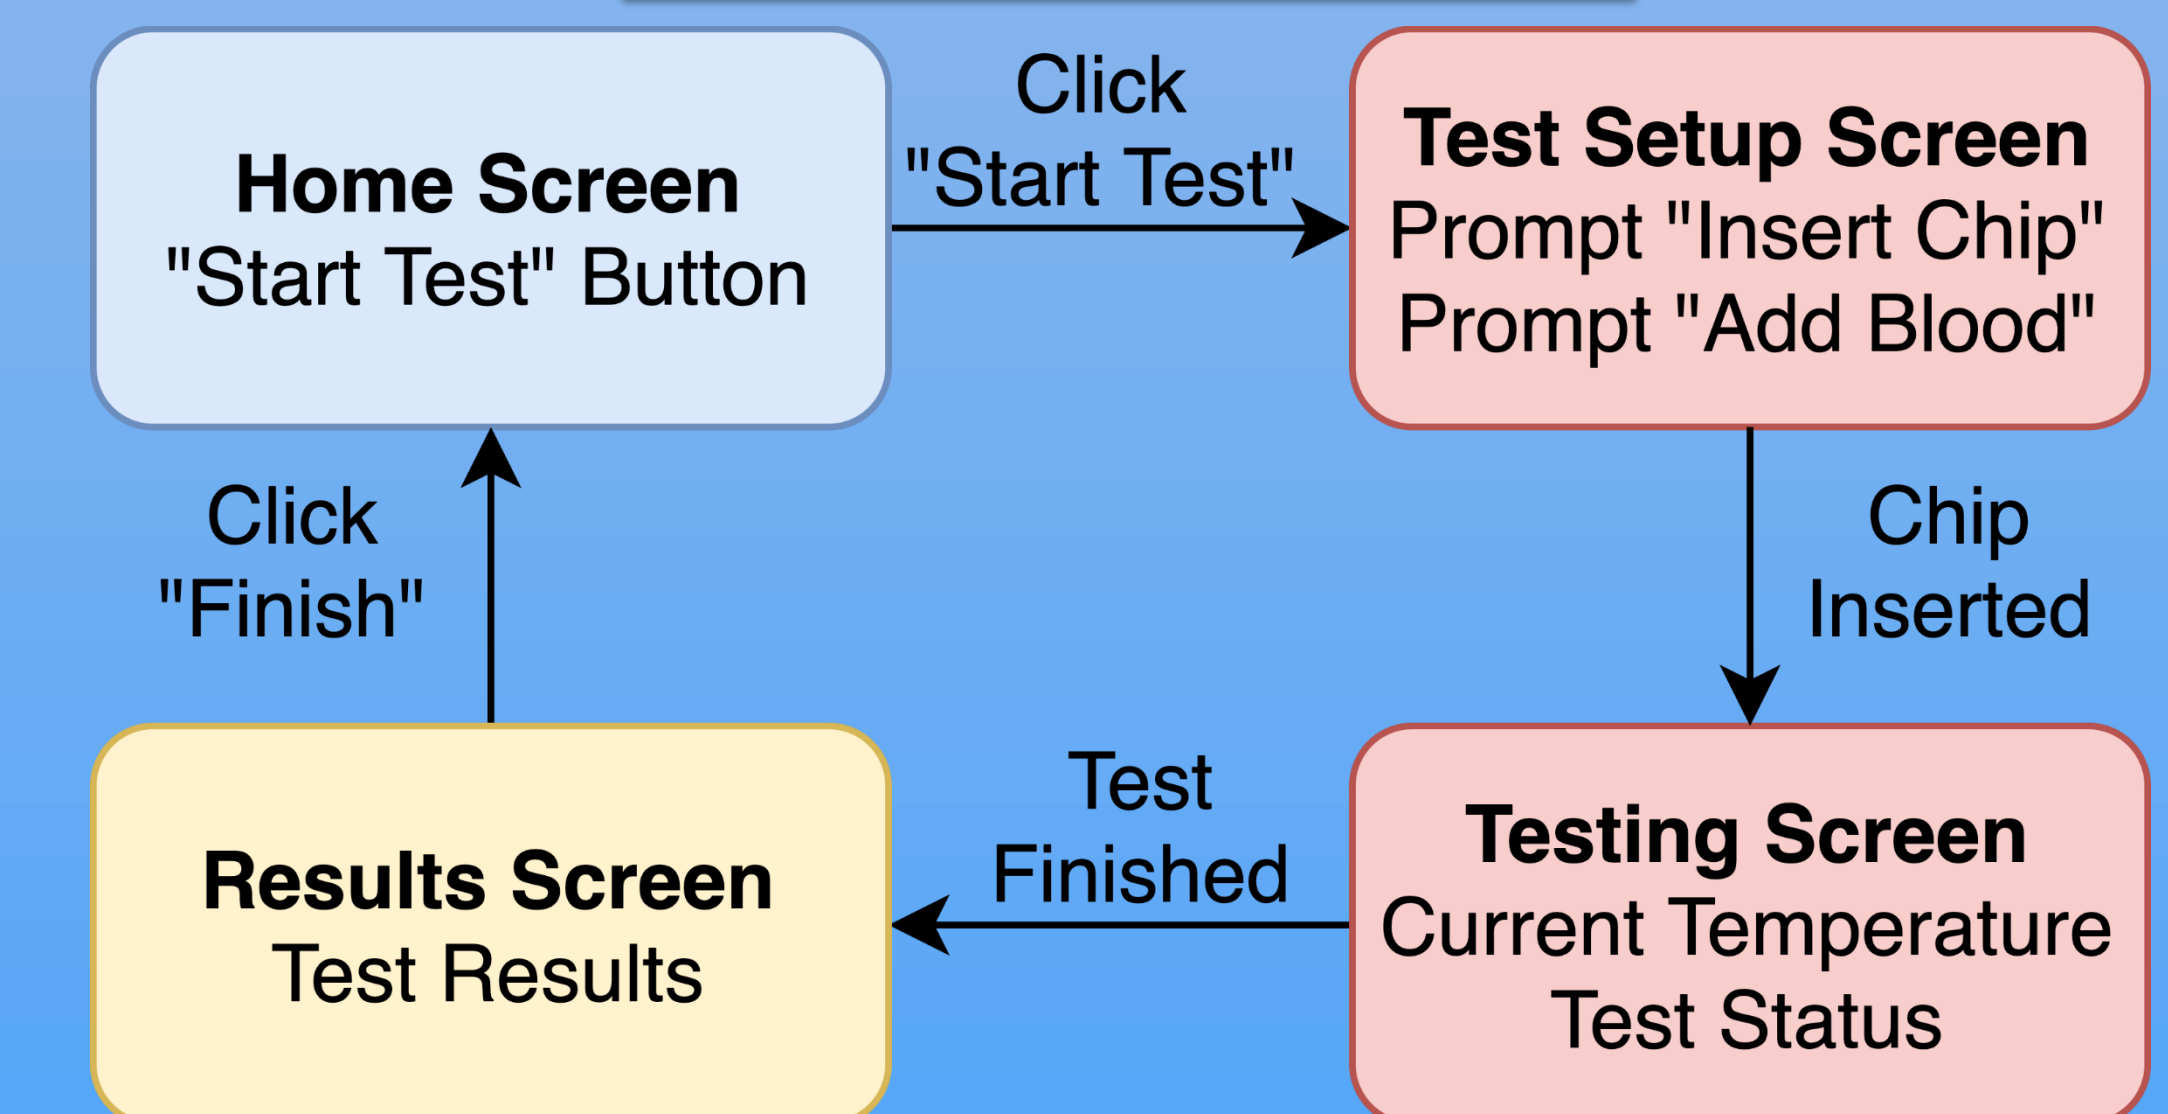 Home Screen
"Start Test" Button
Click
"Start Test"
Test Setup Screen
Prompt "Insert Chip"
Prompt "Add Blood"
Chip
Inserted
Testing Screen
Current Temperature
Test Status
Test
Finished
Results Screen
Test Results
Click
"Finish"